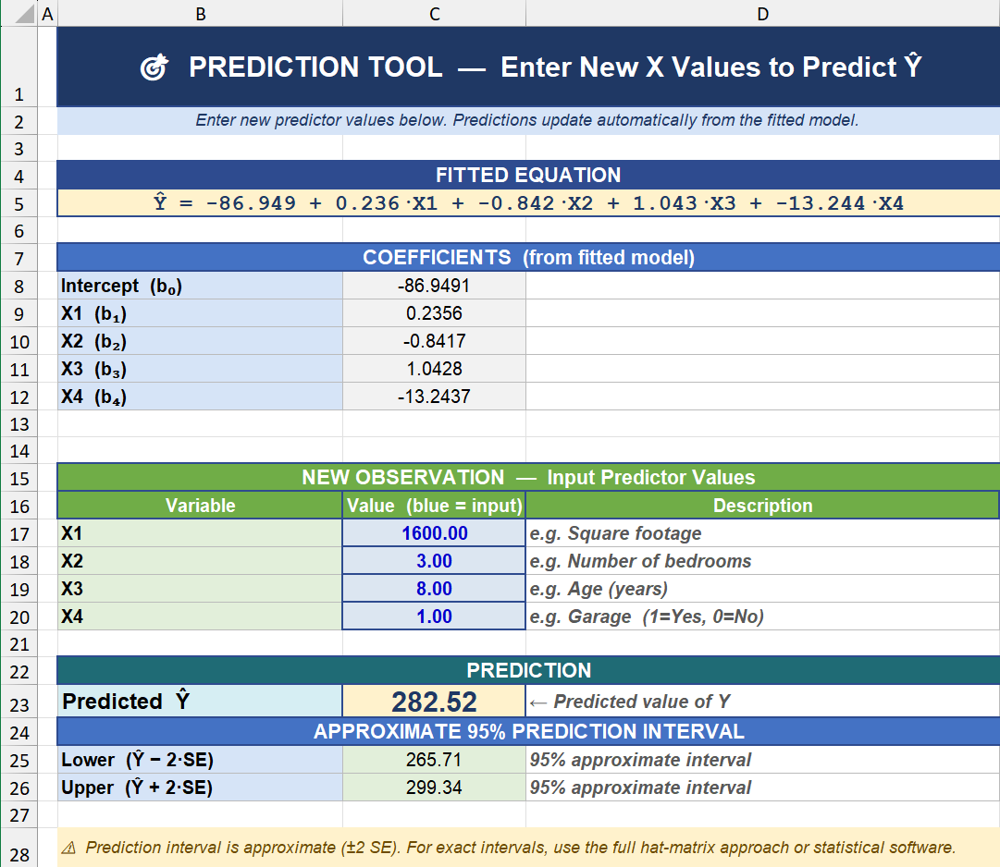 A B C D
1 🎯 PREDICTION TOOL — Enter New X Values to Predict Ŷ
2 Enter new predictor values below. Predictions update automatically from the fitted model.
3
4 FITTED EQUATION
5 Ŷ = -86.949 + 0.236·X1 + -0.842·X2 + 1.043·X3 + -13.244·X4
6
7 COEFFICIENTS (from fitted model)
8 Intercept (b₀) -86.9491
9 X1 (b₁) 0.2356
10 X2 (b₂) -0.8417
11 X3 (b₃) 1.0428
12 X4 (b₄) -13.2437
13
14
15 NEW OBSERVATION — Input Predictor Values
16 Variable Value (blue = input) Description
17 X1 1600.00 e.g. Square footage
18 X2 3.00 e.g. Number of bedrooms
19 X3 8.00 e.g. Age (years)
20 X4 1.00 e.g. Garage (1=Yes, 0=No)
21
22 PREDICTION
23 Predicted Ŷ 282.52 ← Predicted value of Y
24 APPROXIMATE 95% PREDICTION INTERVAL
25 Lower (Ŷ − 2·SE) 265.71 95% approximate interval
26 Upper (Ŷ + 2·SE) 299.34 95% approximate interval
27
28 ⚠ Prediction interval is approximate (±2 SE). For exact intervals, use the full hat-matrix approach or statistical software.